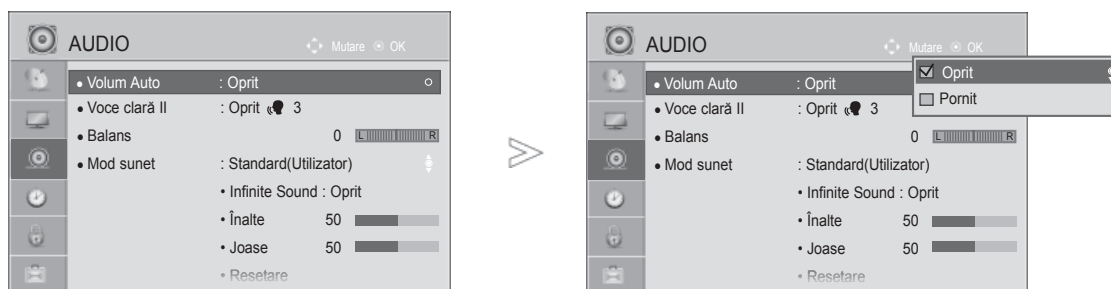 AUDIO
Mutare OK
• Volum Auto : Oprit
• Voce clară II : Oprit 3
• Balans 0 L R
• Mod sunet : Standard(Utilizator)
• Infinite Sound : Oprit
• Înalte 50
• Joase 50
• Resetare
AUDIO
Mutare OK
• Volum Auto : Oprit
Oprit
Pornit
• Voce clară II : Oprit 3
• Balans 0 L R
• Mod sunet : Standard(Utilizator)
• Infinite Sound : Oprit
• Înalte 50
• Joase 50
• Resetare